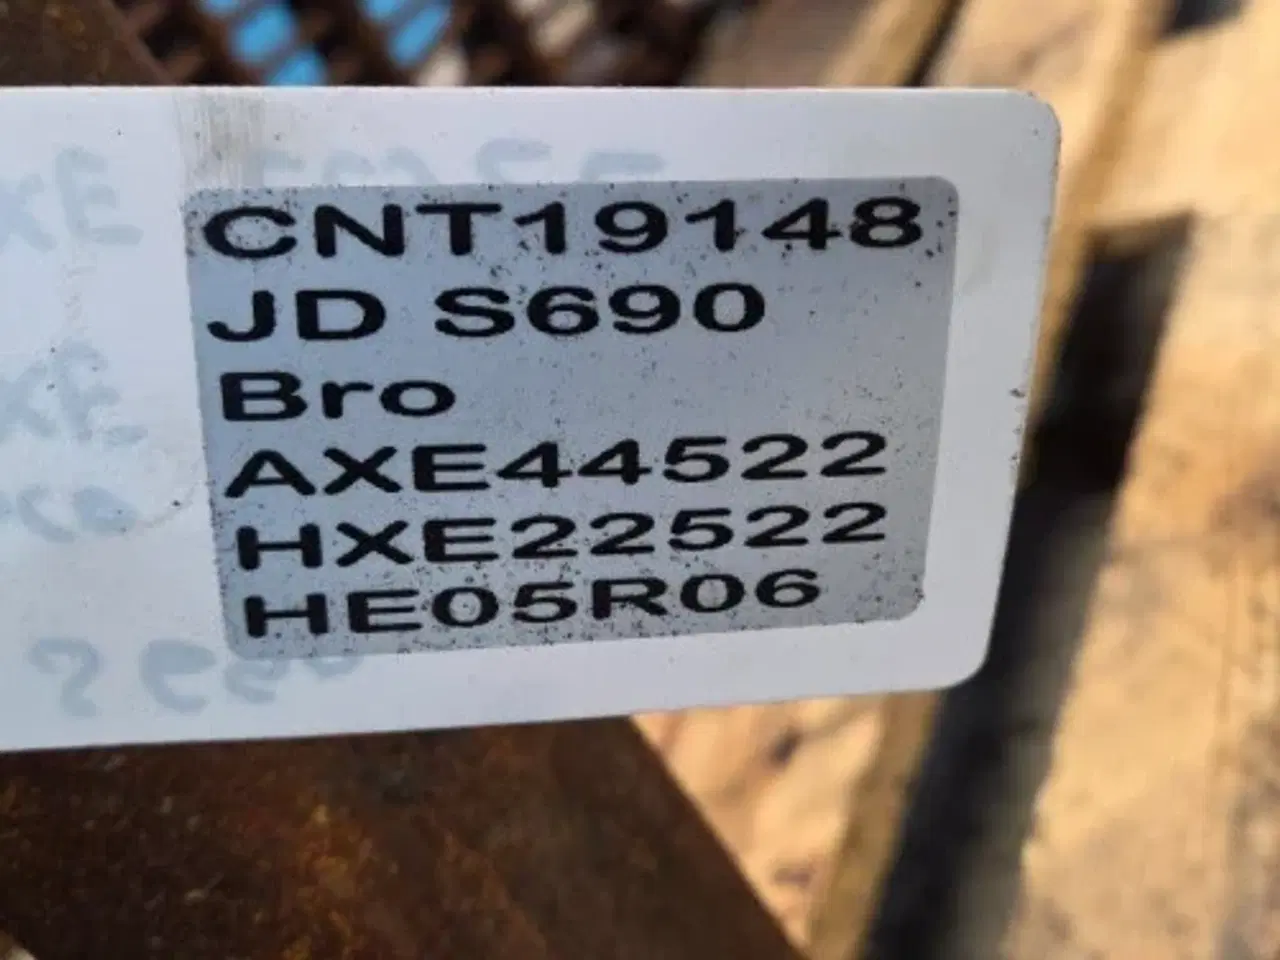 CNT19148
JD S690
Bro
AXE44522
HXE22522
HE05R06